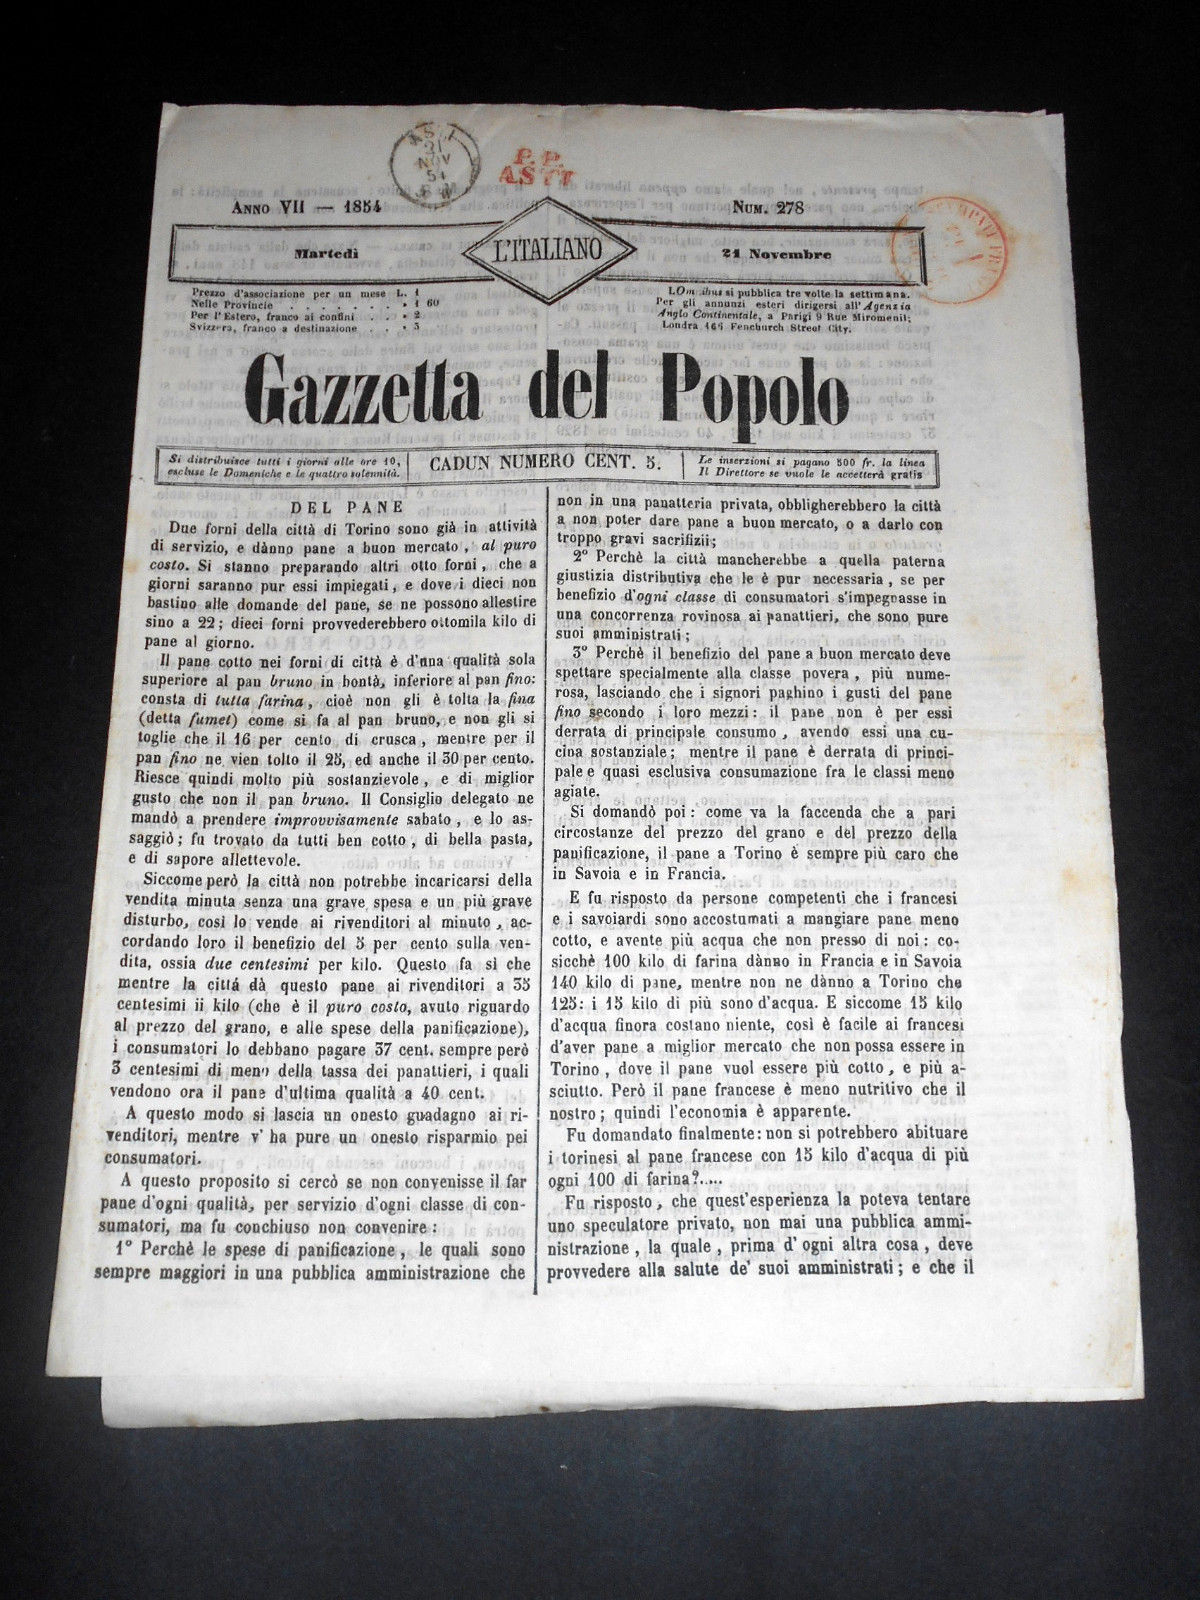 ASTI
21
NOV
54
P.P.
ASTI
ANNO VII — 1854
NUM. 278
Martedì
L'ITALIANO
21 Novembre
Prezzo d'associazione per un mese L. 1
Nelle Provincie . . . . . . . » 1 60
Per l'Estero, franco ai confini . . . » 2
Svizzera, franco a destinazione . . . » 3
L'Omnibus si pubblica tre volte la settimana.
Per gli annunzi esteri dirigersi all'Agenzia
Anglo Continentale, a Parigi 9 Rue Miromenil;
Londra 166 Fenchurch Street City.
Gazzetta del Popolo
Si distribuisce tutti i giorni alle ore 10,
escluse le Domeniche e le quattro solennità.
CADUN NUMERO CENT. 5.
Le inserzioni si pagano 500 fr. la linea
Il Direttore se vuole le accetterà gratis
DEL PANE
Due forni della città di Torino sono già in attività
di servizio, e dànno pane a buon mercato, al puro
costo. Si stanno preparando altri otto forni, che a
giorni saranno pur essi impiegati, e dove i dieci non
bastino alle domande del pane, se ne possono allestire
sino a 22; dieci forni provvederebbero ottomila kilo di
pane al giorno.
Il pane cotto nei forni di città è d'una qualità sola
superiore al pan bruno in bontà, inferiore al pan fino:
consta di tutta farina, cioè non gli è tolta la fina
(detta fumet) come si fa al pan bruno, e non gli si
toglie che il 16 per cento di crusca, mentre per il
pan fino ne vien tolto il 25, ed anche il 30 per cento.
Riesce quindi molto più sostanzievole, e di miglior
gusto che non il pan bruno. Il Consiglio delegato ne
mandò a prendere improvvisamente sabato, e lo as-
saggiò; fu trovato da tutti ben cotto, di bella pasta,
e di sapore allettevole.
Siccome però la città non potrebbe incaricarsi della
vendita minuta senza una grave spesa e un più grave
disturbo, così lo vende ai rivenditori al minuto, ac-
cordando loro il benefizio del 5 per cento sulla ven-
dita, ossia due centesimi per kilo. Questo fa sì che
mentre la città dà questo pane ai rivenditori a 35
centesimi ii kilo (che è il puro costo, avuto riguardo
al prezzo del grano, e alle spese della panificazione),
i consumatori lo debbano pagare 37 cent. sempre però
3 centesimi di meno della tassa dei panattieri, i quali
vendono ora il pane d'ultima qualità a 40 cent.
A questo modo si lascia un onesto guadagno ai ri-
venditori, mentre v' ha pure un onesto risparmio pei
consumatori.
A questo proposito si cercò se non convenisse il far
pane d'ogni qualità, per servizio d'ogni classe di con-
sumatori, ma fu conchiuso non convenire:
1° Perchè le spese di panificazione, le quali sono
sempre maggiori in una pubblica amministrazione che
non in una panatteria privata, obbligherebbero la città
a non poter dare pane a buon mercato, o a darlo con
troppo gravi sacrifizii;
2° Perchè la città mancherebbe a quella paterna
giustizia distributiva che le è pur necessaria, se per
benefizio d'ogni classe di consumatori s'impegnasse in
una concorrenza rovinosa ai panattieri, che sono pure
suoi amministrati;
3° Perchè il benefizio del pane a buon mercato deve
spettare specialmente alla classe povera, più nume-
rosa, lasciando che i signori paghino i gusti del pane
fino secondo i loro mezzi: il pane non è per essi
derrata di principale consumo, avendo essi una cu-
cina sostanziale; mentre il pane è derrata di princi-
pale e quasi esclusiva consumazione fra le classi meno
agiate.
Si domandò poi: come va la faccenda che a pari
circostanze del prezzo del grano e del prezzo della
panificazione, il pane a Torino è sempre più caro che
in Savoia e in Francia.
E fu risposto da persone competenti che i francesi
e i savoiardi sono accostumati a mangiare pane meno
cotto, e avente più acqua che non presso di noi: co-
sicchè 100 kilo di farina dànno in Francia e in Savoia
140 kilo di pane, mentre non ne dànno a Torino che
125: i 15 kilo di più sono d'acqua. E siccome 15 kilo
d'acqua finora costano niente, così è facile ai francesi
d'aver pane a miglior mercato che non possa essere in
Torino, dove il pane vuol essere più cotto, e più a-
sciutto. Però il pane francese è meno nutritivo che il
nostro; quindi l'economia è apparente.
Fu domandato finalmente: non si potrebbero abituare
i torinesi al pane francese con 15 kilo d'acqua di più
ogni 100 di farina?.....
Fu risposto, che quest'esperienza la poteva tentare
uno speculatore privato, non mai una pubblica ammi-
nistrazione, la quale, prima d' ogni altra cosa, deve
provvedere alla salute de' suoi amministrati; e che il